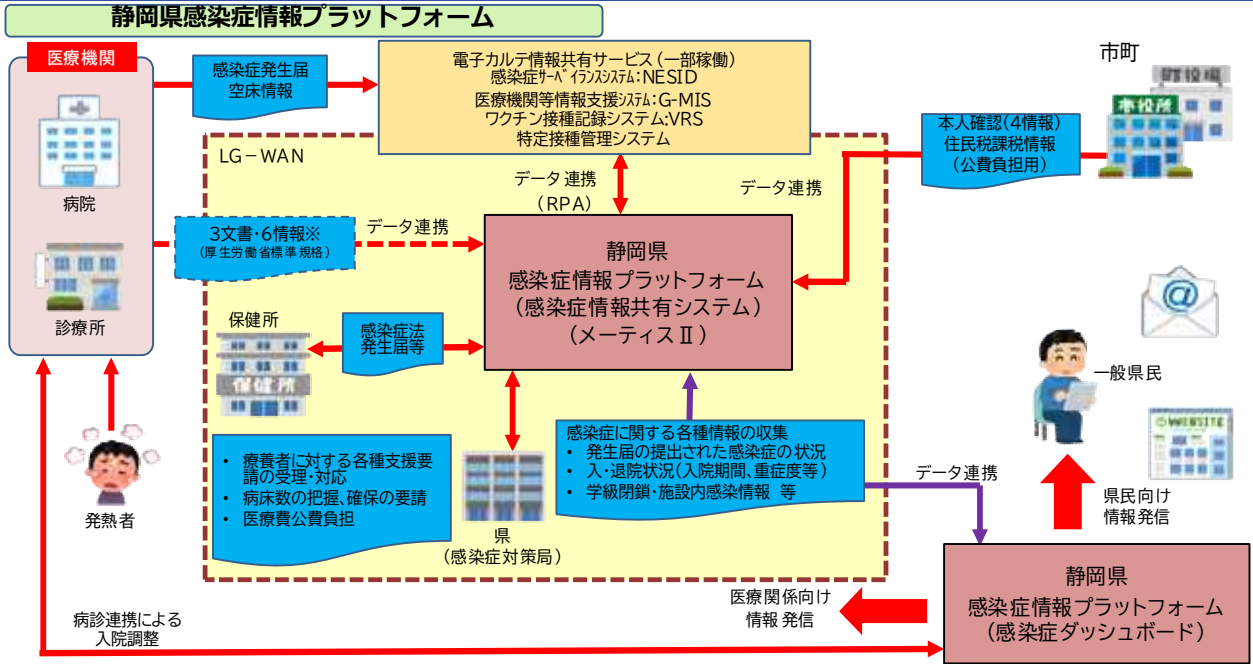 静岡県感染症情報プラットフォーム
医療機関
病院
診療所
感染症発生届
空床情報
電子カルテ情報共有サービス(一部稼働)
感染症サーベイランスシステム:NESID
医療機関等情報支援システム:G-MIS
ワクチン接種記録システム:VRS
特定接種管理システム
市町
町役場
市役所
本人確認(4情報)
住民税課税情報
(公費負担用)
LG-WAN
データ連携
(RPA)
データ連携
3文書・6情報※
(厚生労働省標準規格)
データ連携
静岡県
感染症情報プラットフォーム
(感染症情報共有システム)
(メーティスⅡ)
保健所
保健所
感染症法
発生届等
@
一般県民
WEBSITE
発熱者
・ 療養者に対する各種支援要
請の受理・対応
・ 病床数の把握、確保の要請
・ 医療費公費負担
県
(感染症対策局)
感染症に関する各種情報の収集
・ 発生届の提出された感染症の状況
・ 入・退院状況(入院期間、重症度等)
・ 学級閉鎖・施設内感染情報 等
データ連携
県民向け
情報発信
医療関係向け
情報発信
静岡県
感染症情報プラットフォーム
(感染症ダッシュボード)
病診連携による
入院調整